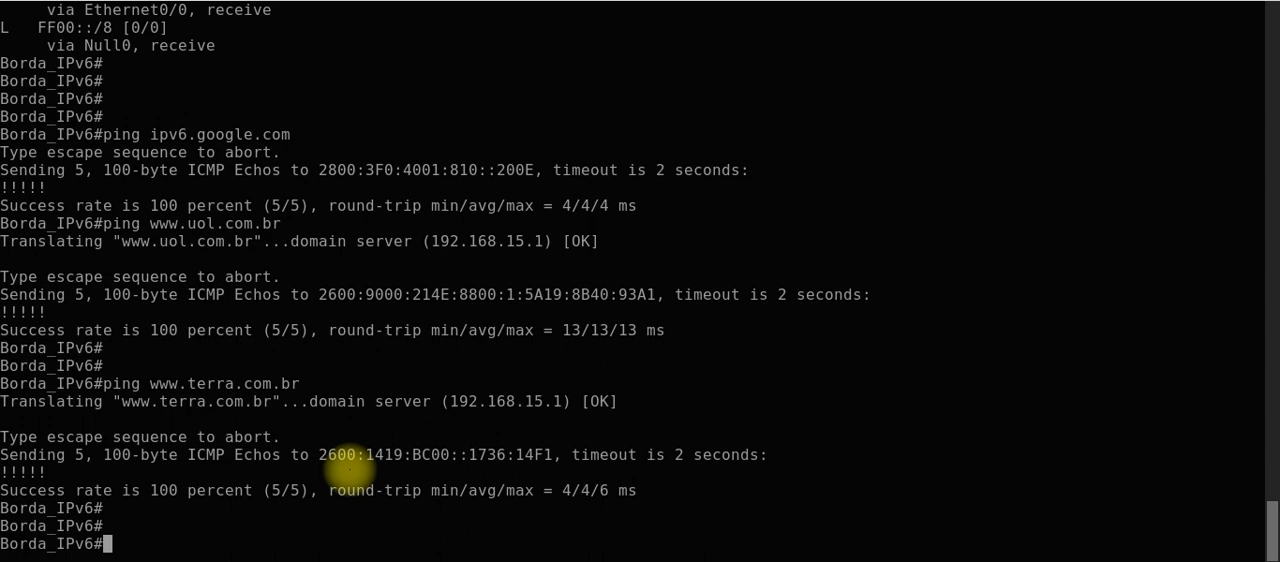 via Ethernet0/0, receive
L   FF00::/8 [0/0]
     via Null0, receive
Borda_IPv6#
Borda_IPv6#
Borda_IPv6#
Borda_IPv6#
Borda_IPv6#ping ipv6.google.com
Type escape sequence to abort.
Sending 5, 100-byte ICMP Echos to 2800:3F0:4001:810::200E, timeout is 2 seconds:
!!!!!
Success rate is 100 percent (5/5), round-trip min/avg/max = 4/4/4 ms
Borda_IPv6#ping www.uol.com.br
Translating "www.uol.com.br"...domain server (192.168.15.1) [OK]

Type escape sequence to abort.
Sending 5, 100-byte ICMP Echos to 2600:9000:214E:8800:1:5A19:8B40:93A1, timeout is 2 seconds:
!!!!!
Success rate is 100 percent (5/5), round-trip min/avg/max = 13/13/13 ms
Borda_IPv6#
Borda_IPv6#
Borda_IPv6#ping www.terra.com.br
Translating "www.terra.com.br"...domain server (192.168.15.1) [OK]

Type escape sequence to abort.
Sending 5, 100-byte ICMP Echos to 2600:1419:BC00::1736:14F1, timeout is 2 seconds:
!!!!!
Success rate is 100 percent (5/5), round-trip min/avg/max = 4/4/6 ms
Borda_IPv6#
Borda_IPv6#
Borda_IPv6#